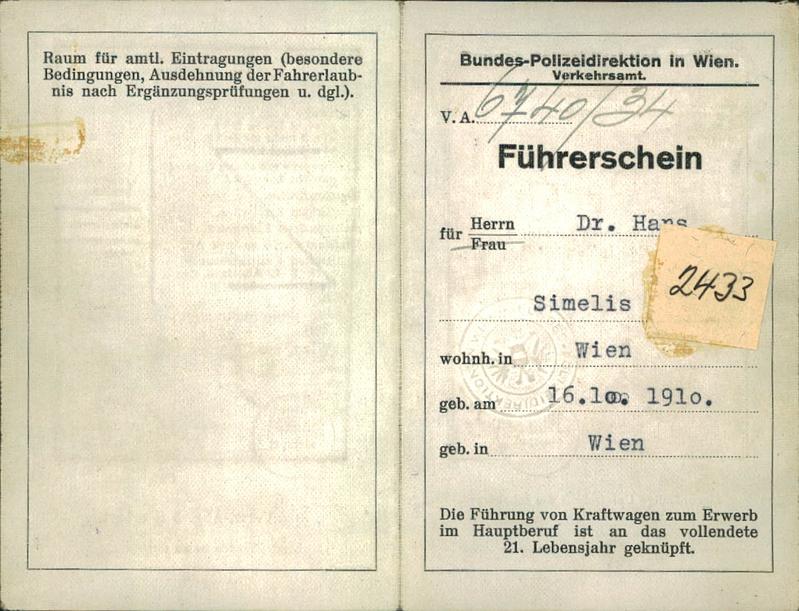 Raum für amtl. Eintragungen (besondere
Bedingungen, Ausdehnung der Fahrerlaub-
nis nach Ergänzungsprüfungen u. dgl.).
Bundes-Polizeidirektion in Wien.
Verkehrsamt.
V. A. 6740/34
Führerschein
für Herrn Dr. Hans
Frau
2433
Simelis
wohnh. in Wien
geb. am 16.1o. 191o.
geb. in Wien
Die Führung von Kraftwagen zum Erwerb
im Hauptberuf ist an das vollendete
21. Lebensjahr geknüpft.